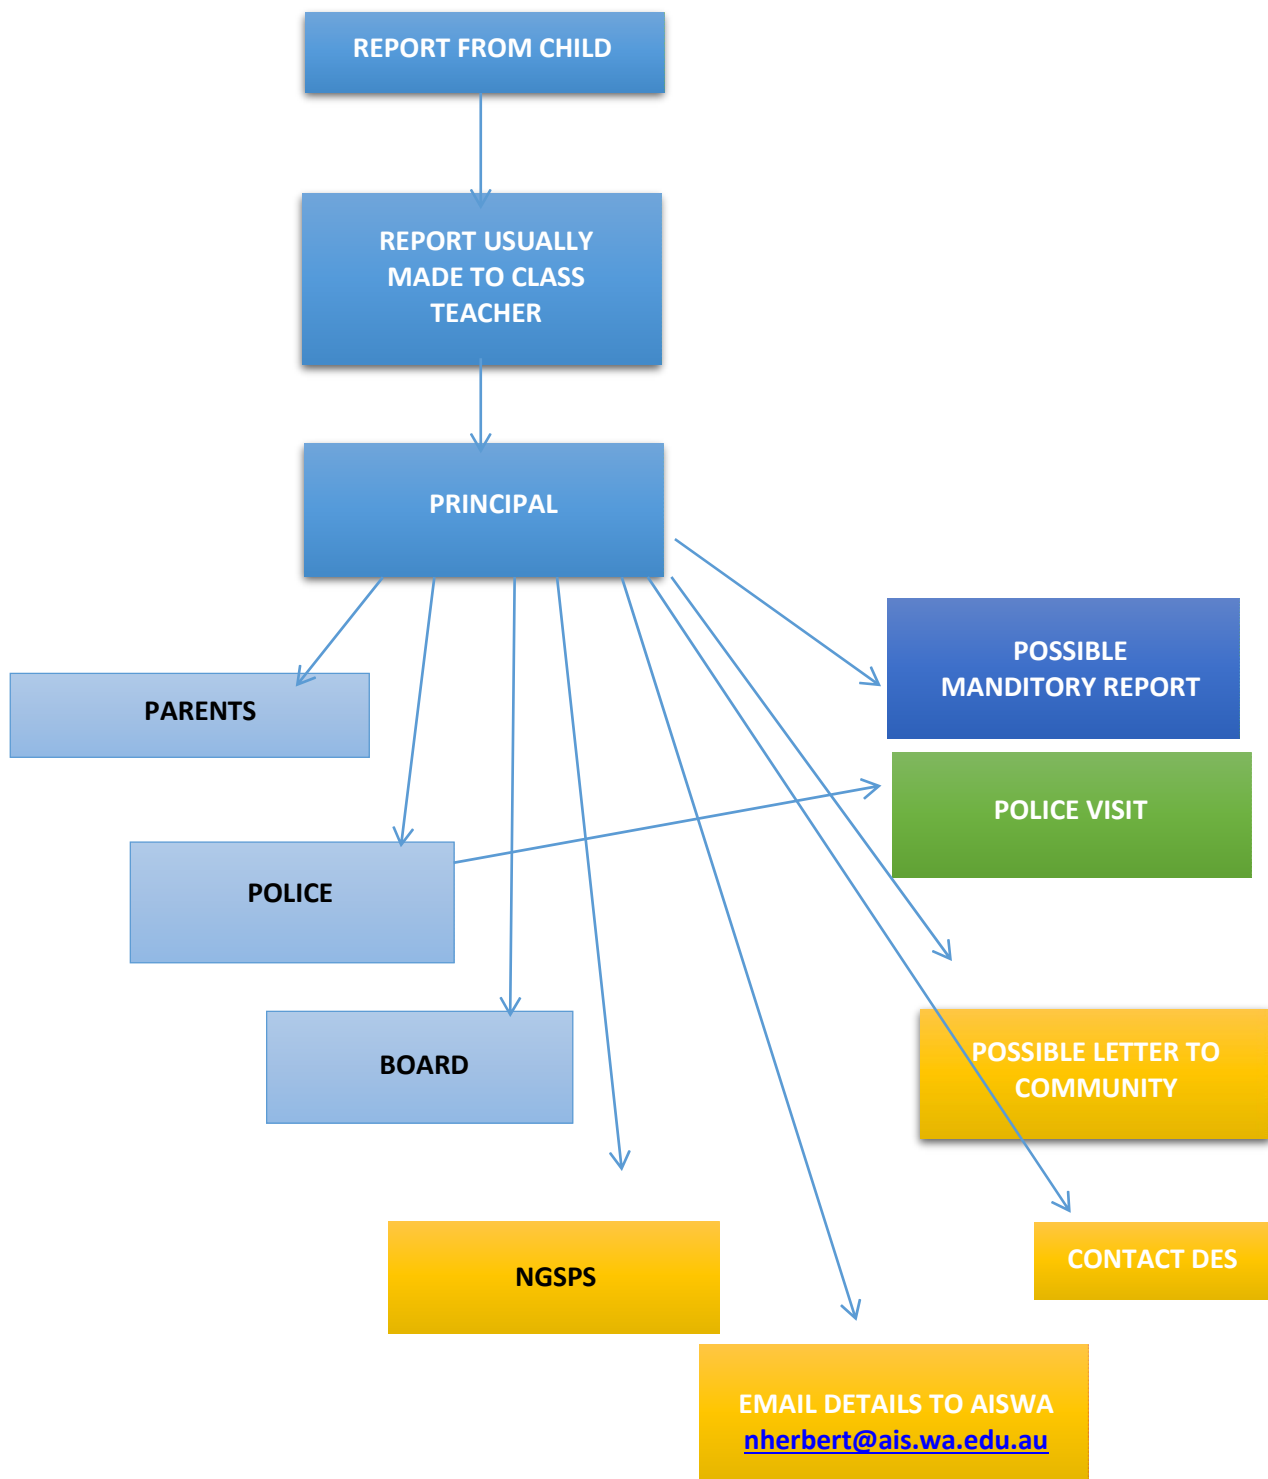 REPORT FROM CHILD
REPORT USUALLY
MADE TO CLASS
TEACHER
PRINCIPAL
POSSIBLE
MANDITORY REPORT
PARENTS
POLICE VISIT
POLICE
BOARD
POSSIBLE LETTER TO
COMMUNITY
NGSPS
CONTACT DES
EMAIL DETAILS TO AISWA
nherbert@ais.wa.edu.au